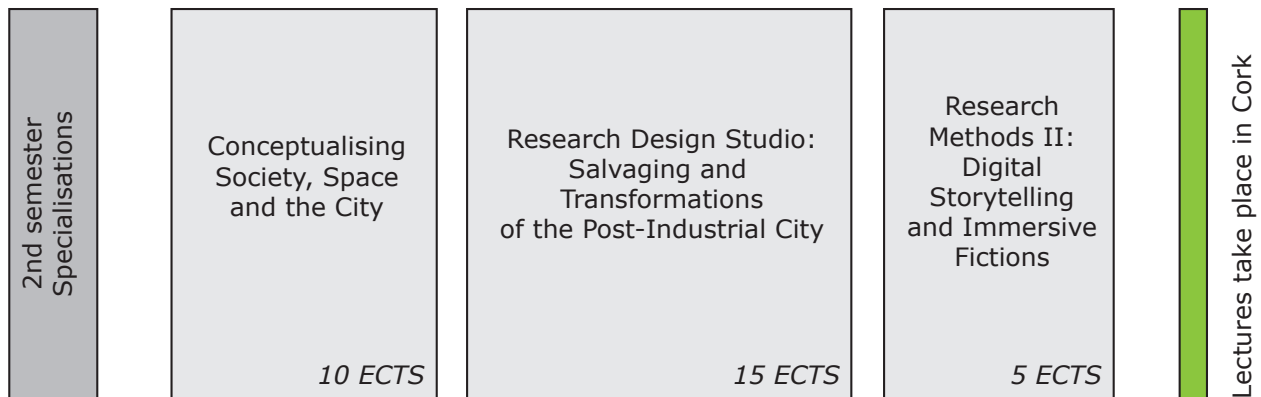 2nd semester
Specialisations
Conceptualising
Society, Space
and the City
10 ECTS
Research Design Studio:
Salvaging and
Transformations
of the Post-Industrial City
15 ECTS
Research
Methods II:
Digital
Storytelling
and Immersive
Fictions
5 ECTS
Lectures take place in Cork